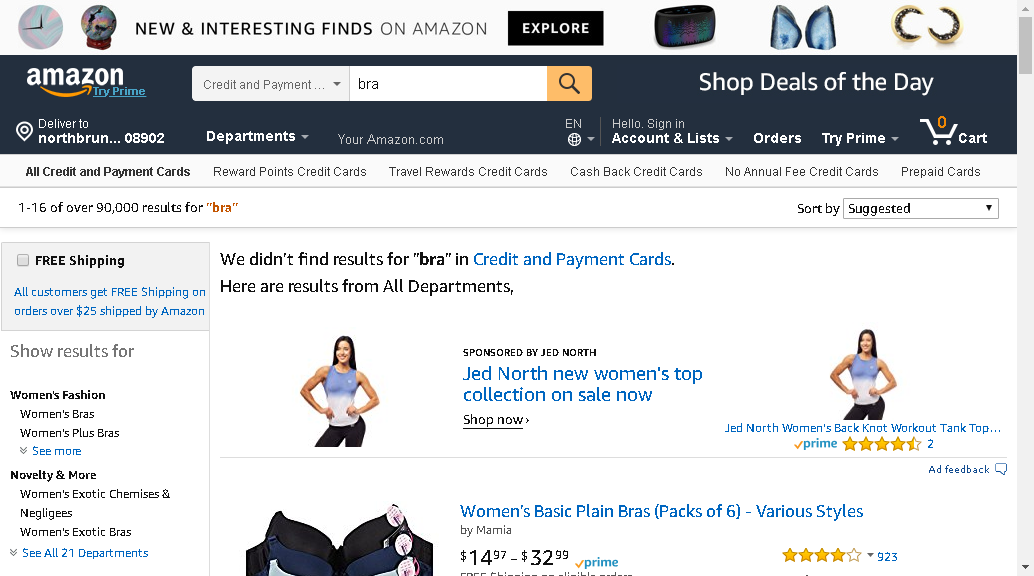 NEW & INTERESTING FINDS ON AMAZON EXPLORE
amazon
Try Prime
Credit and Payment ... bra
Shop Deals of the Day
Deliver to
northbrun... 08902
Departments
Your Amazon.com
EN
Hello. Sign in
Account & Lists
Orders
Try Prime
0
Cart
All Credit and Payment Cards Reward Points Credit Cards Travel Rewards Credit Cards Cash Back Credit Cards No Annual Fee Credit Cards Prepaid Cards
1-16 of over 90,000 results for "bra"
Sort by Suggested
FREE Shipping
All customers get FREE Shipping on
orders over $25 shipped by Amazon
Show results for
Women's Fashion
Women's Bras
Women's Plus Bras
See more
Novelty & More
Women's Exotic Chemises &
Negligees
Women's Exotic Bras
See All 21 Departments
We didn't find results for "bra" in Credit and Payment Cards.
Here are results from All Departments,
SPONSORED BY JED NORTH
Jed North new women's top
collection on sale now
Shop now ›
Jed North Women's Back Knot Workout Tank Top...
prime 2
Ad feedback
Women's Basic Plain Bras (Packs of 6) - Various Styles
by Mamia
$14.97 - $32.99 prime
923
FREE Shipping on eligible orders